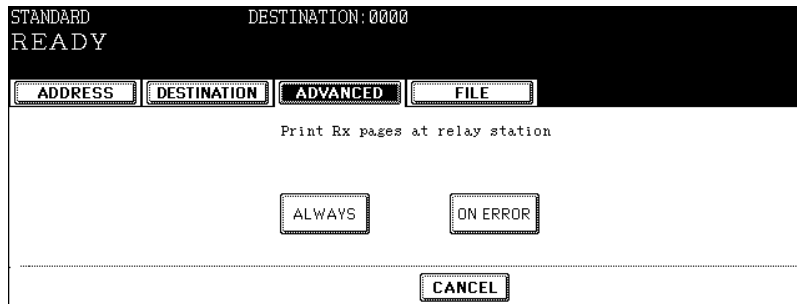 STANDARD DESTINATION:0000
READY
ADDRESS DESTINATION ADVANCED FILE
Print Rx pages at relay station
ALWAYS ON ERROR
CANCEL